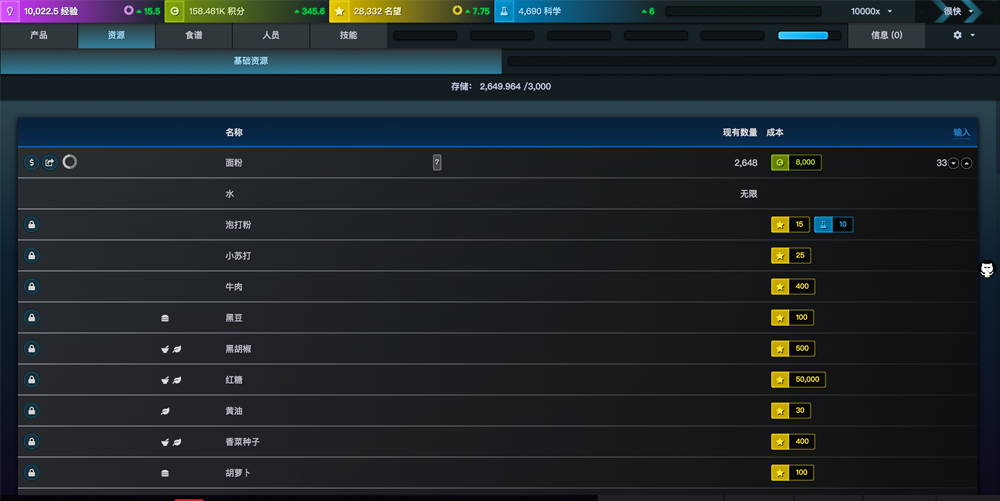 10,022.5 经验 15.5 158.461K 积分 345.6 28,332 名望 7.75 4,690 科学 6 10000x 很快
产品 资源 食谱 人员 技能 信息 (0)
基础资源
存储: 2,649.964 /3,000
名称 现有数量 成本 输入
$ 面粉 ? 2,648 8,000 33
水 无限
泡打粉 15 10
小苏打 25
牛肉 400
黑豆 100
黑胡椒 500
红糖 50,000
黄油 30
香菜种子 400
胡萝卜 100